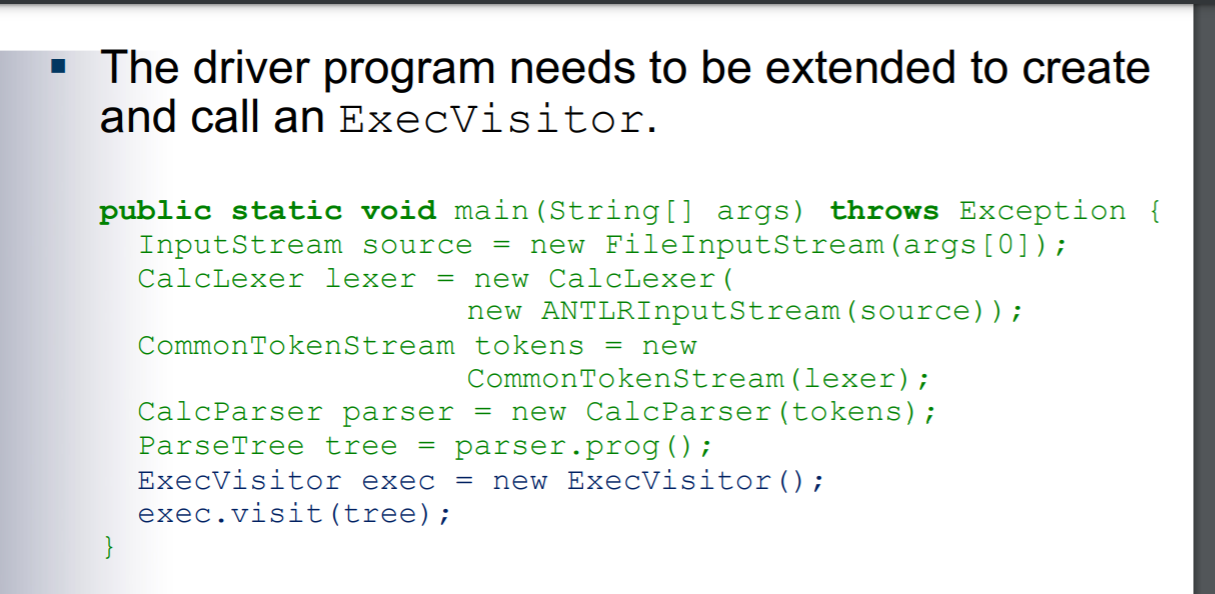 ▪ The driver program needs to be extended to create
and call an ExecVisitor.
public static void main(String[] args) throws Exception {
InputStream source = new FileInputStream(args[0]);
CalcLexer lexer = new CalcLexer(
new ANTLRInputStream(source));
CommonTokenStream tokens = new
CommonTokenStream(lexer);
CalcParser parser = new CalcParser(tokens);
ParseTree tree = parser.prog();
ExecVisitor exec = new ExecVisitor();
exec.visit(tree);
}